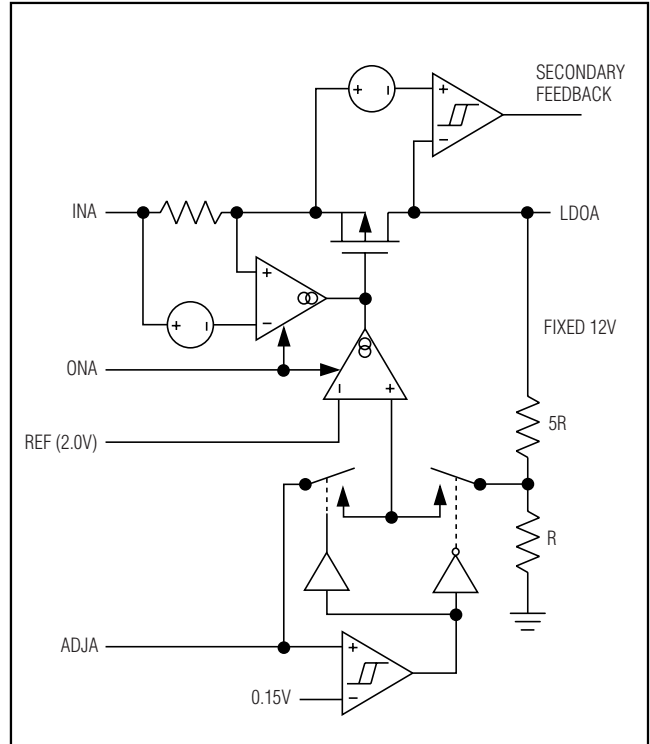 SECONDARY
FEEDBACK
+
−
+
−
INA
LDOA
+
−
+
−
FIXED 12V
ONA
−
+
5R
REF (2.0V)
R
ADJA
+
0.15V
−